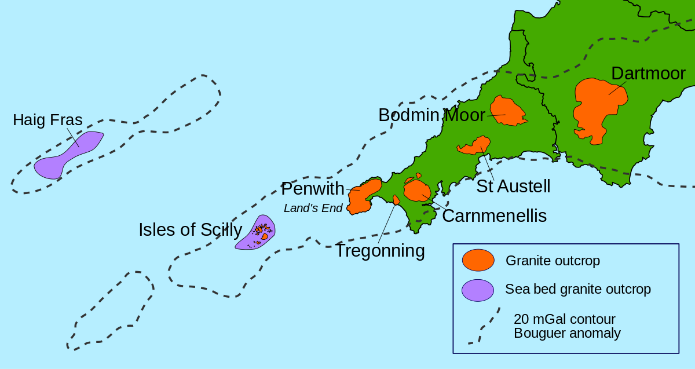 Dartmoor
Bodmin Moor
Haig Fras
St Austell
Penwith
Land's End
Carnmenellis
Isles of Scilly
Tregonning
Granite outcrop
Sea bed granite outcrop
20 mGal contour
Bouguer anomaly